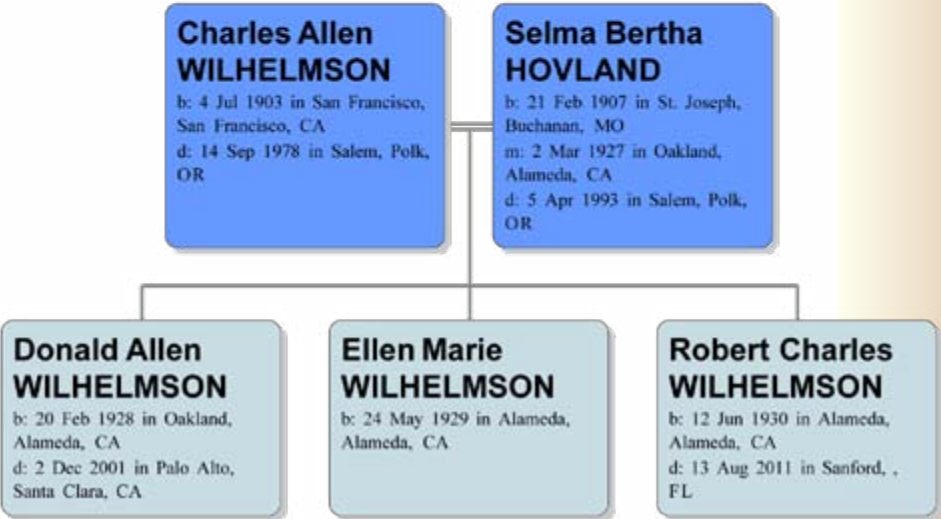 Charles Allen
WILHELMSON
b: 4 Jul 1903 in San Francisco,
San Francisco, CA
d: 14 Sep 1978 in Salem, Polk,
OR
Selma Bertha
HOVLAND
b: 21 Feb 1907 in St. Joseph,
Buchanan, MO
m: 2 Mar 1927 in Oakland,
Alameda, CA
d: 5 Apr 1993 in Salem, Polk,
OR
Donald Allen
WILHELMSON
b: 20 Feb 1928 in Oakland,
Alameda, CA
d: 2 Dec 2001 in Palo Alto,
Santa Clara, CA
Ellen Marie
WILHELMSON
b: 24 May 1929 in Alameda,
Alameda, CA
Robert Charles
WILHELMSON
b: 12 Jun 1930 in Alameda,
Alameda, CA
d: 13 Aug 2011 in Sanford, ,
FL